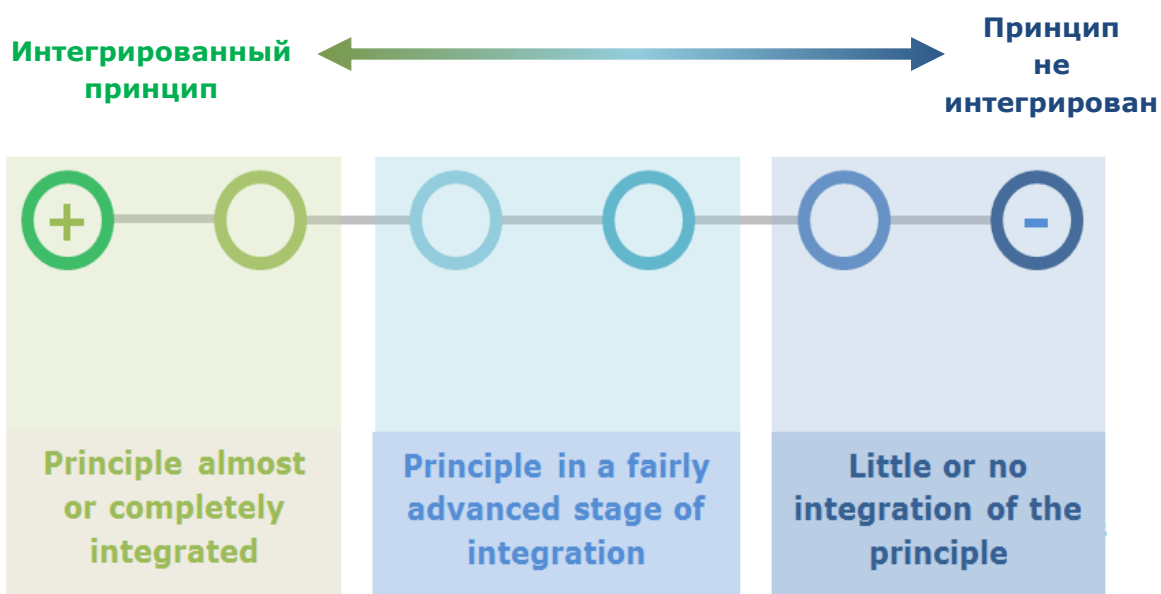 Интегрированный
принцип
Принцип
не
интегрирован
+
-
Principle almost
or completely
integrated
Principle in a fairly
advanced stage of
integration
Little or no
integration of the
principle